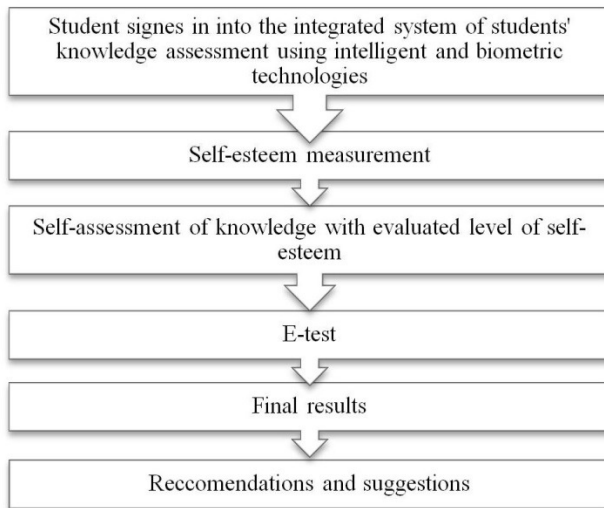 Student signes in into the integrated system of students'
knowledge assessment using intelligent and biometric
technologies
Self-esteem measurement
Self-assessment of knowledge with evaluated level of self-
esteem
E-test
Final results
Reccomendations and suggestions